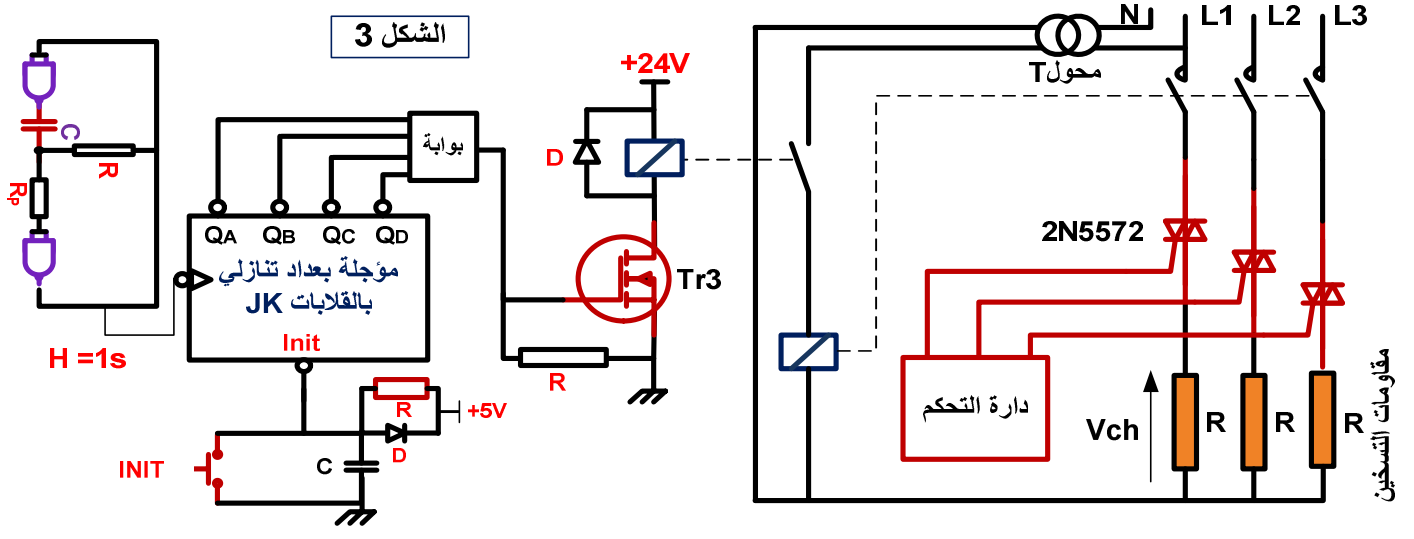 الشكل 3
N
L1
L2
L3
محول T
+24V
C
R
RP
بوابة
D
QA
QB
QC
QD
مؤجلة بعداد تنازلي
بالقلابات JK
Init
H =1s
Tr3
R
2N5572
R
+5V
D
C
INIT
دارة التحكم
Vch
R
R
R
مقاومات التسخين